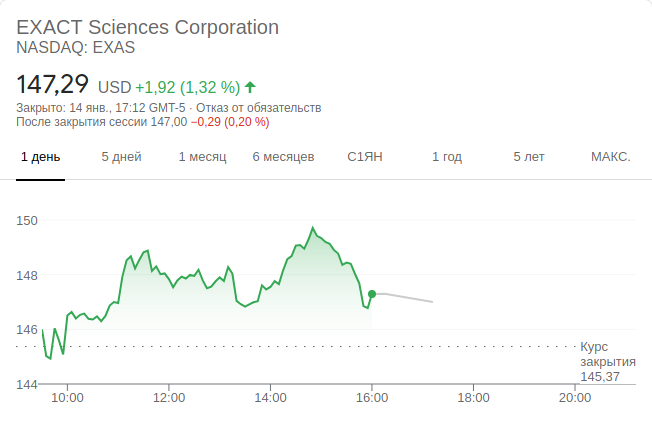 EXACT Sciences Corporation
NASDAQ: EXAS
147,29 USD +1,92 (1,32 %)
Закрыто: 14 янв., 17:12 GMT-5 · Отказ от обязательств
После закрытия сессии 147,00 −0,29 (0,20 %)
1 день 5 дней 1 месяц 6 месяцев С1ЯН 1 год 5 лет МАКС.
150
148
146
Курс
закрытия
145,37
144
10:00 12:00 14:00 16:00 18:00 20:00